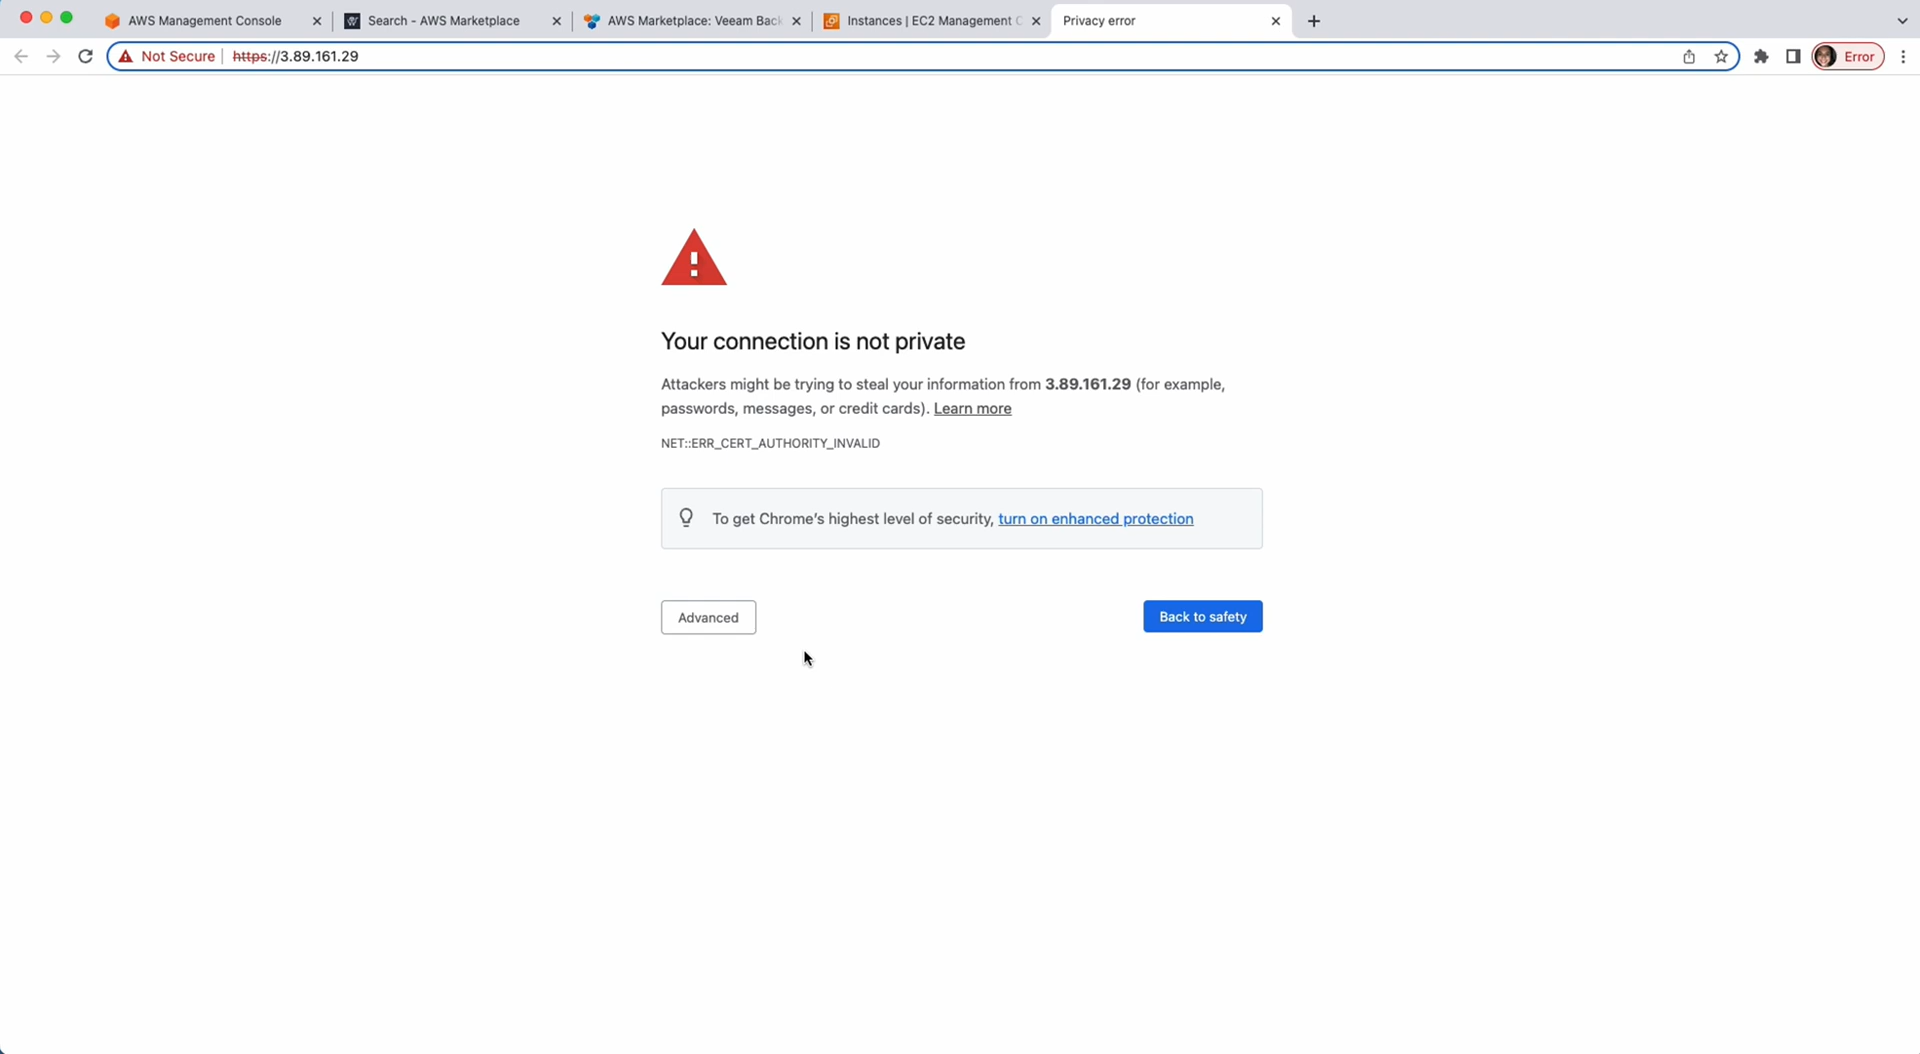 AWS Management Console
Search - AWS Marketplace
AWS Marketplace: Veeam Back
Instances | EC2 Management C
Privacy error
Not Secure
https://3.89.161.29
Error
Your connection is not private
Attackers might be trying to steal your information from 3.89.161.29 (for example,
passwords, messages, or credit cards). Learn more
NET::ERR_CERT_AUTHORITY_INVALID
To get Chrome's highest level of security, turn on enhanced protection
Advanced
Back to safety